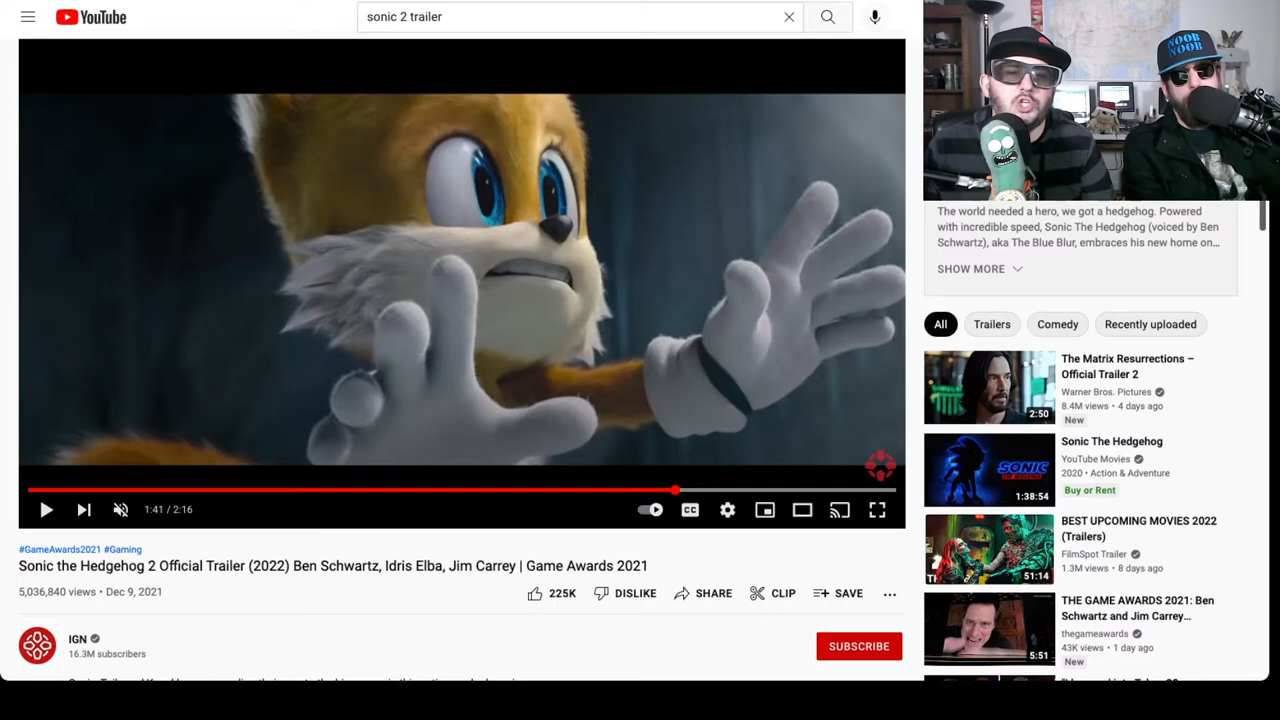 YouTube
sonic 2 trailer
NOOB
NOOB
The world needed a hero, we got a hedgehog. Powered
with incredible speed, Sonic The Hedgehog (voiced by Ben
Schwartz), aka The Blue Blur, embraces his new home on...
SHOW MORE
All
Trailers
Comedy
Recently uploaded
The Matrix Resurrections –
Official Trailer 2
Warner Bros. Pictures
8.4M views • 4 days ago
New
2:50
Sonic The Hedgehog
YouTube Movies
2020 • Action & Adventure
Buy or Rent
SONIC
1:38:54
BEST UPCOMING MOVIES 2022
(Trailers)
FilmSpot Trailer
1.3M views • 8 days ago
51:14
THE GAME AWARDS 2021: Ben
Schwartz and Jim Carrey...
thegameawards
43K views • 1 day ago
New
5:51
1:41 / 2:16
CC
#GameAwards2021 #Gaming
Sonic the Hedgehog 2 Official Trailer (2022) Ben Schwartz, Idris Elba, Jim Carrey | Game Awards 2021
5,036,840 views • Dec 9, 2021
225K
DISLIKE
SHARE
CLIP
SAVE
IGN
16.3M subscribers
SUBSCRIBE